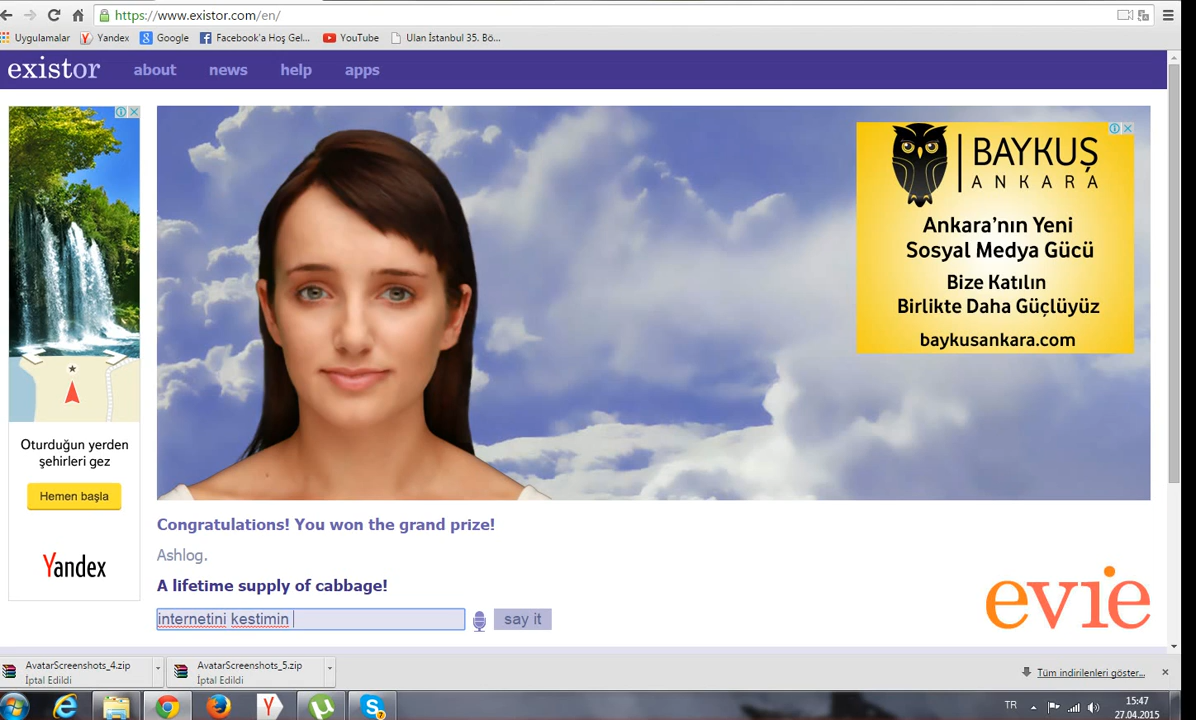 https://www.existor.com/en/
Uygulamalar Yandex Google Facebook'a Hoş Gel... YouTube Ulan İstanbul 35. Bö...
existor about news help apps
BAYKUŞ
ANKARA
Ankara'nın Yeni
Sosyal Medya Gücü
Bize Katılın
Birlikte Daha Güçlüyüz
baykusankara.com
Oturduğun yerden
şehirleri gez
Hemen başla
Yandex
Congratulations! You won the grand prize!
Ashlog.
A lifetime supply of cabbage!
internetini kestimin
say it
evie
AvatarScreenshots_4.zip
İptal Edildi
AvatarScreenshots_5.zip
İptal Edildi
Tüm indirilenleri göster...
TR
15:47
27.04.2015